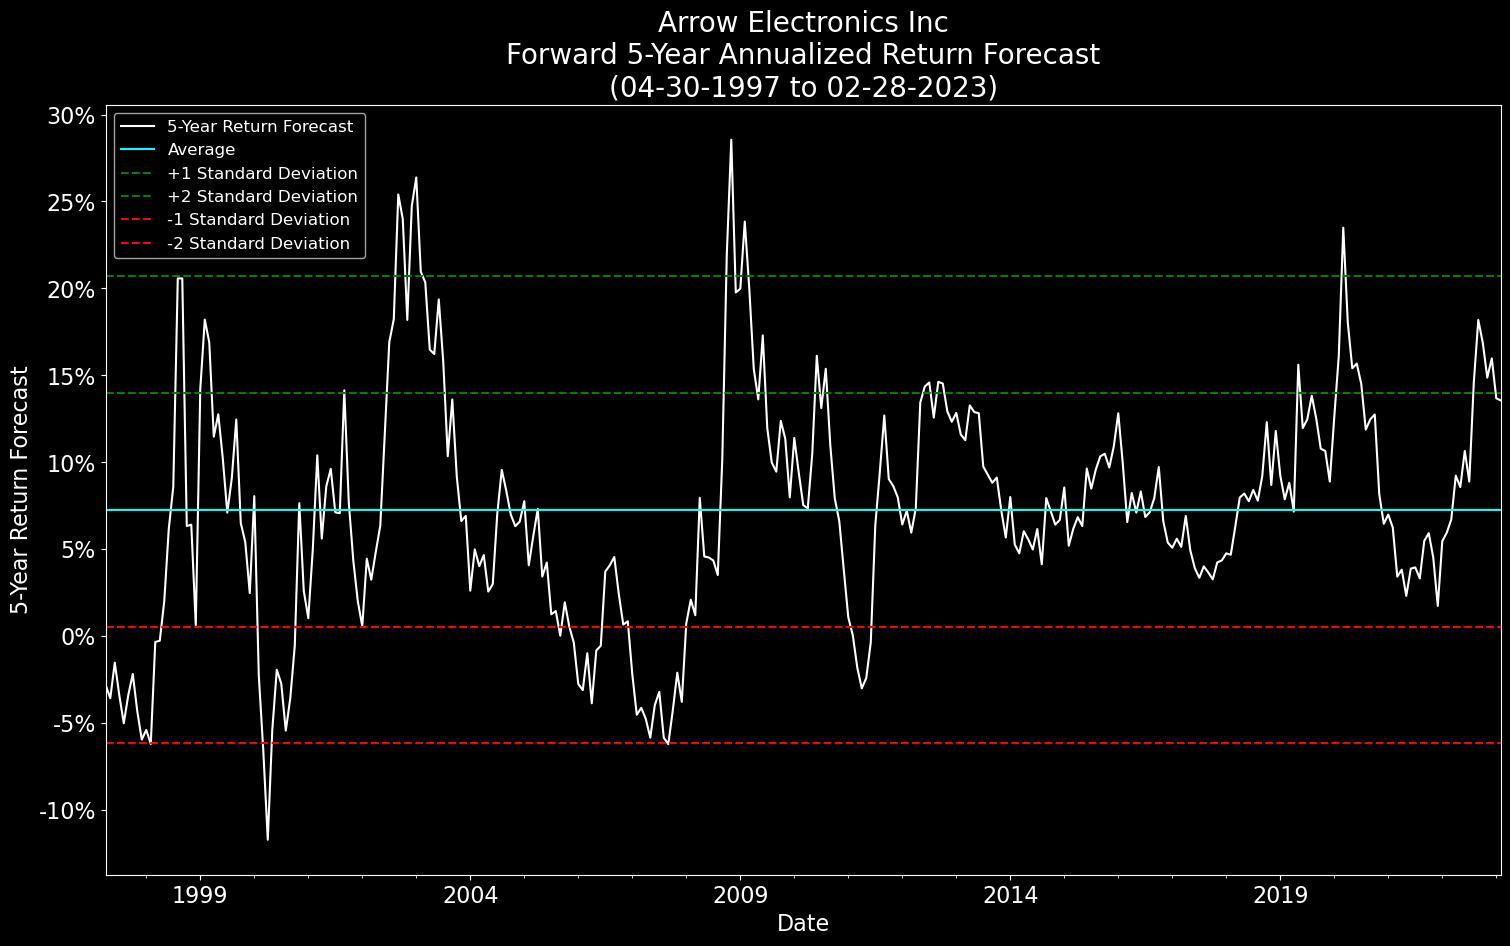 Arrow Electronics Inc
Forward 5-Year Annualized Return Forecast
(04-30-1997 to 02-28-2023)
30%
25%
20%
15%
10%
5%
0%
-5%
-10%
5-Year Return Forecast
5-Year Return Forecast
Average
+1 Standard Deviation
+2 Standard Deviation
-1 Standard Deviation
-2 Standard Deviation
1999
2004
2009
2014
2019
Date